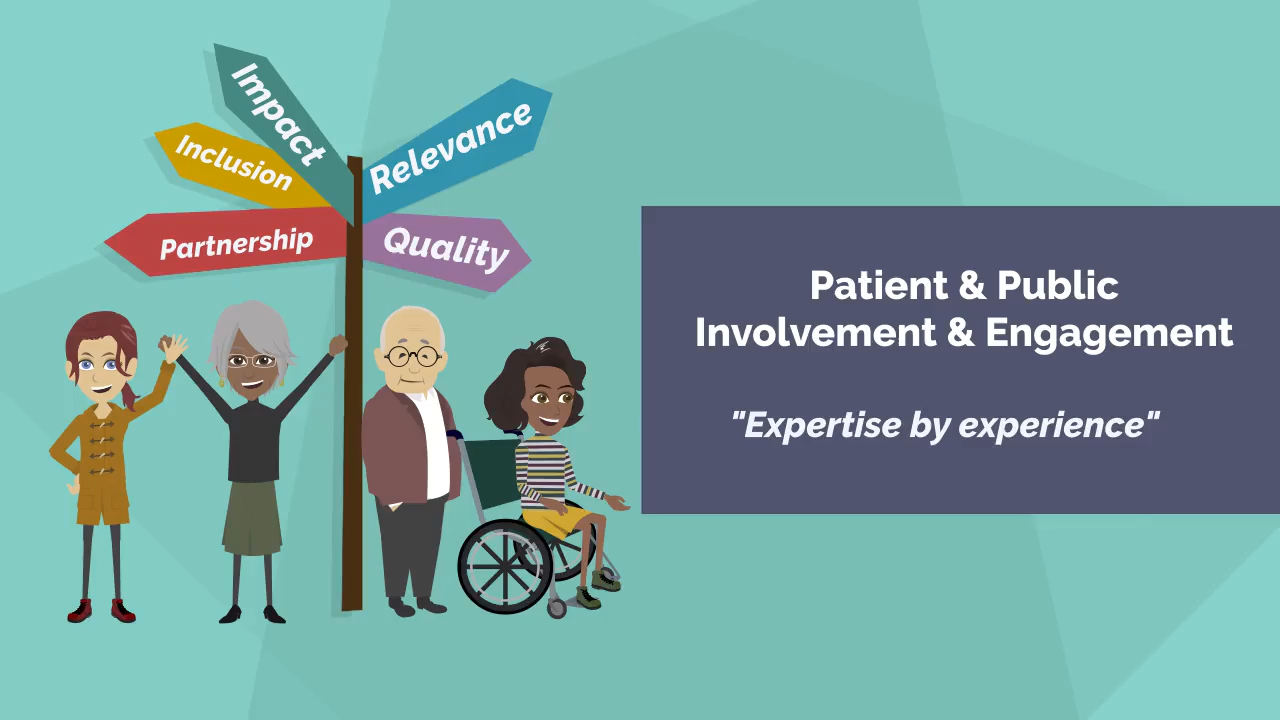 Impact
Relevance
Inclusion
Partnership
Quality
Patient & Public
Involvement & Engagement
"Expertise by experience"